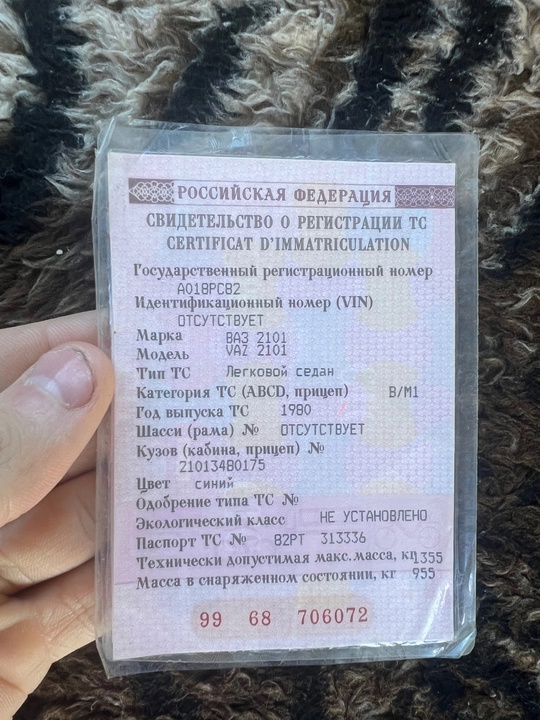 РОССИЙСКАЯ ФЕДЕРАЦИЯ
СВИДЕТЕЛЬСТВО О РЕГИСТРАЦИИ ТС
CERTIFICAT D'IMMATRICULATION
Государственный регистрационный номер
А018РС82
Идентификационный номер (VIN)
ОТСУТСТВУЕТ
Марка ВАЗ 2101
Модель VAZ 2101
Тип ТС Легковой седан
Категория ТС (ABCD, прицеп) В/М1
Год выпуска ТС 1980
Шасси (рама) № ОТСУТСТВУЕТ
Кузов (кабина, прицеп) №
21013480175
Цвет синий
Одобрение типа ТС №
Экологический класс НЕ УСТАНОВЛЕНО
Паспорт ТС № 82РТ 313336
Технически допустимая макс.масса, кг 1355
Масса в снаряженном состоянии, кг 955
99 68 706072